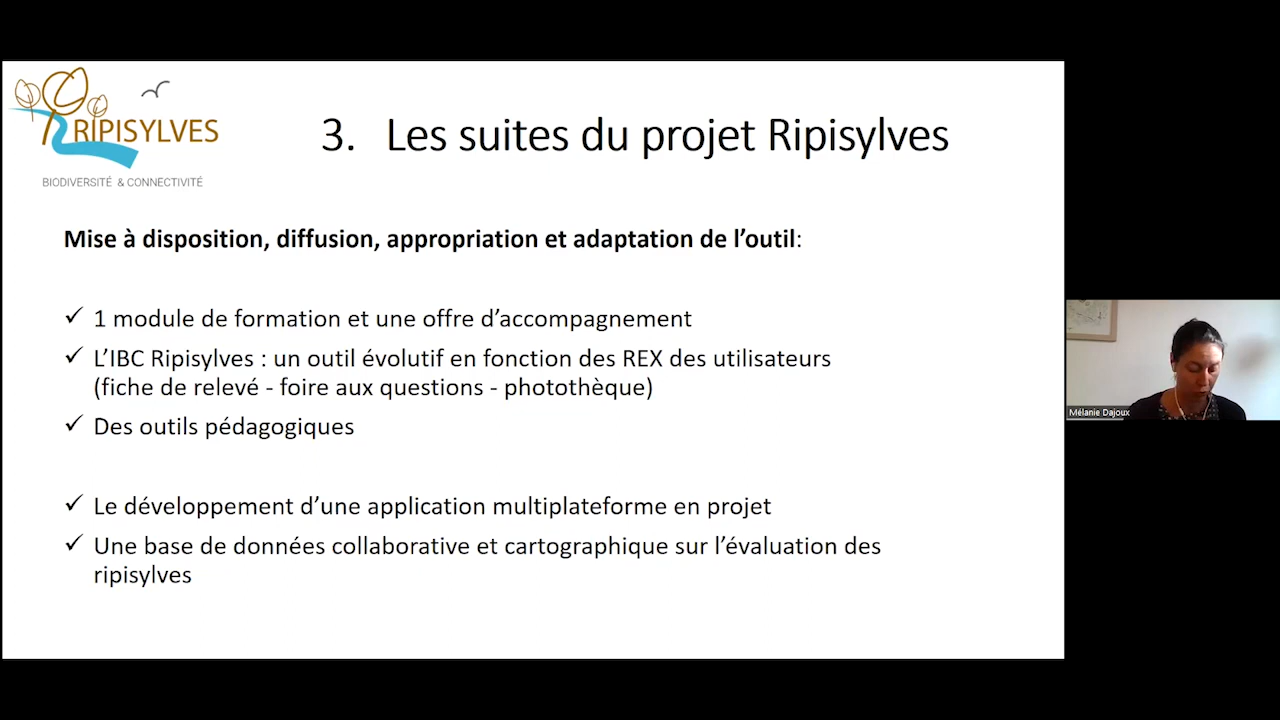 RIPISYLVES
BIODIVERSITÉ & CONNECTIVITÉ
3. Les suites du projet Ripisylves
Mise à disposition, diffusion, appropriation et adaptation de l’outil:
✓ 1 module de formation et une offre d’accompagnement
✓ L’IBC Ripisylves : un outil évolutif en fonction des REX des utilisateurs
(fiche de relevé - foire aux questions - photothèque)
✓ Des outils pédagogiques
✓ Le développement d’une application multiplateforme en projet
✓ Une base de données collaborative et cartographique sur l’évaluation des
ripisylves
Mélanie Dajoux